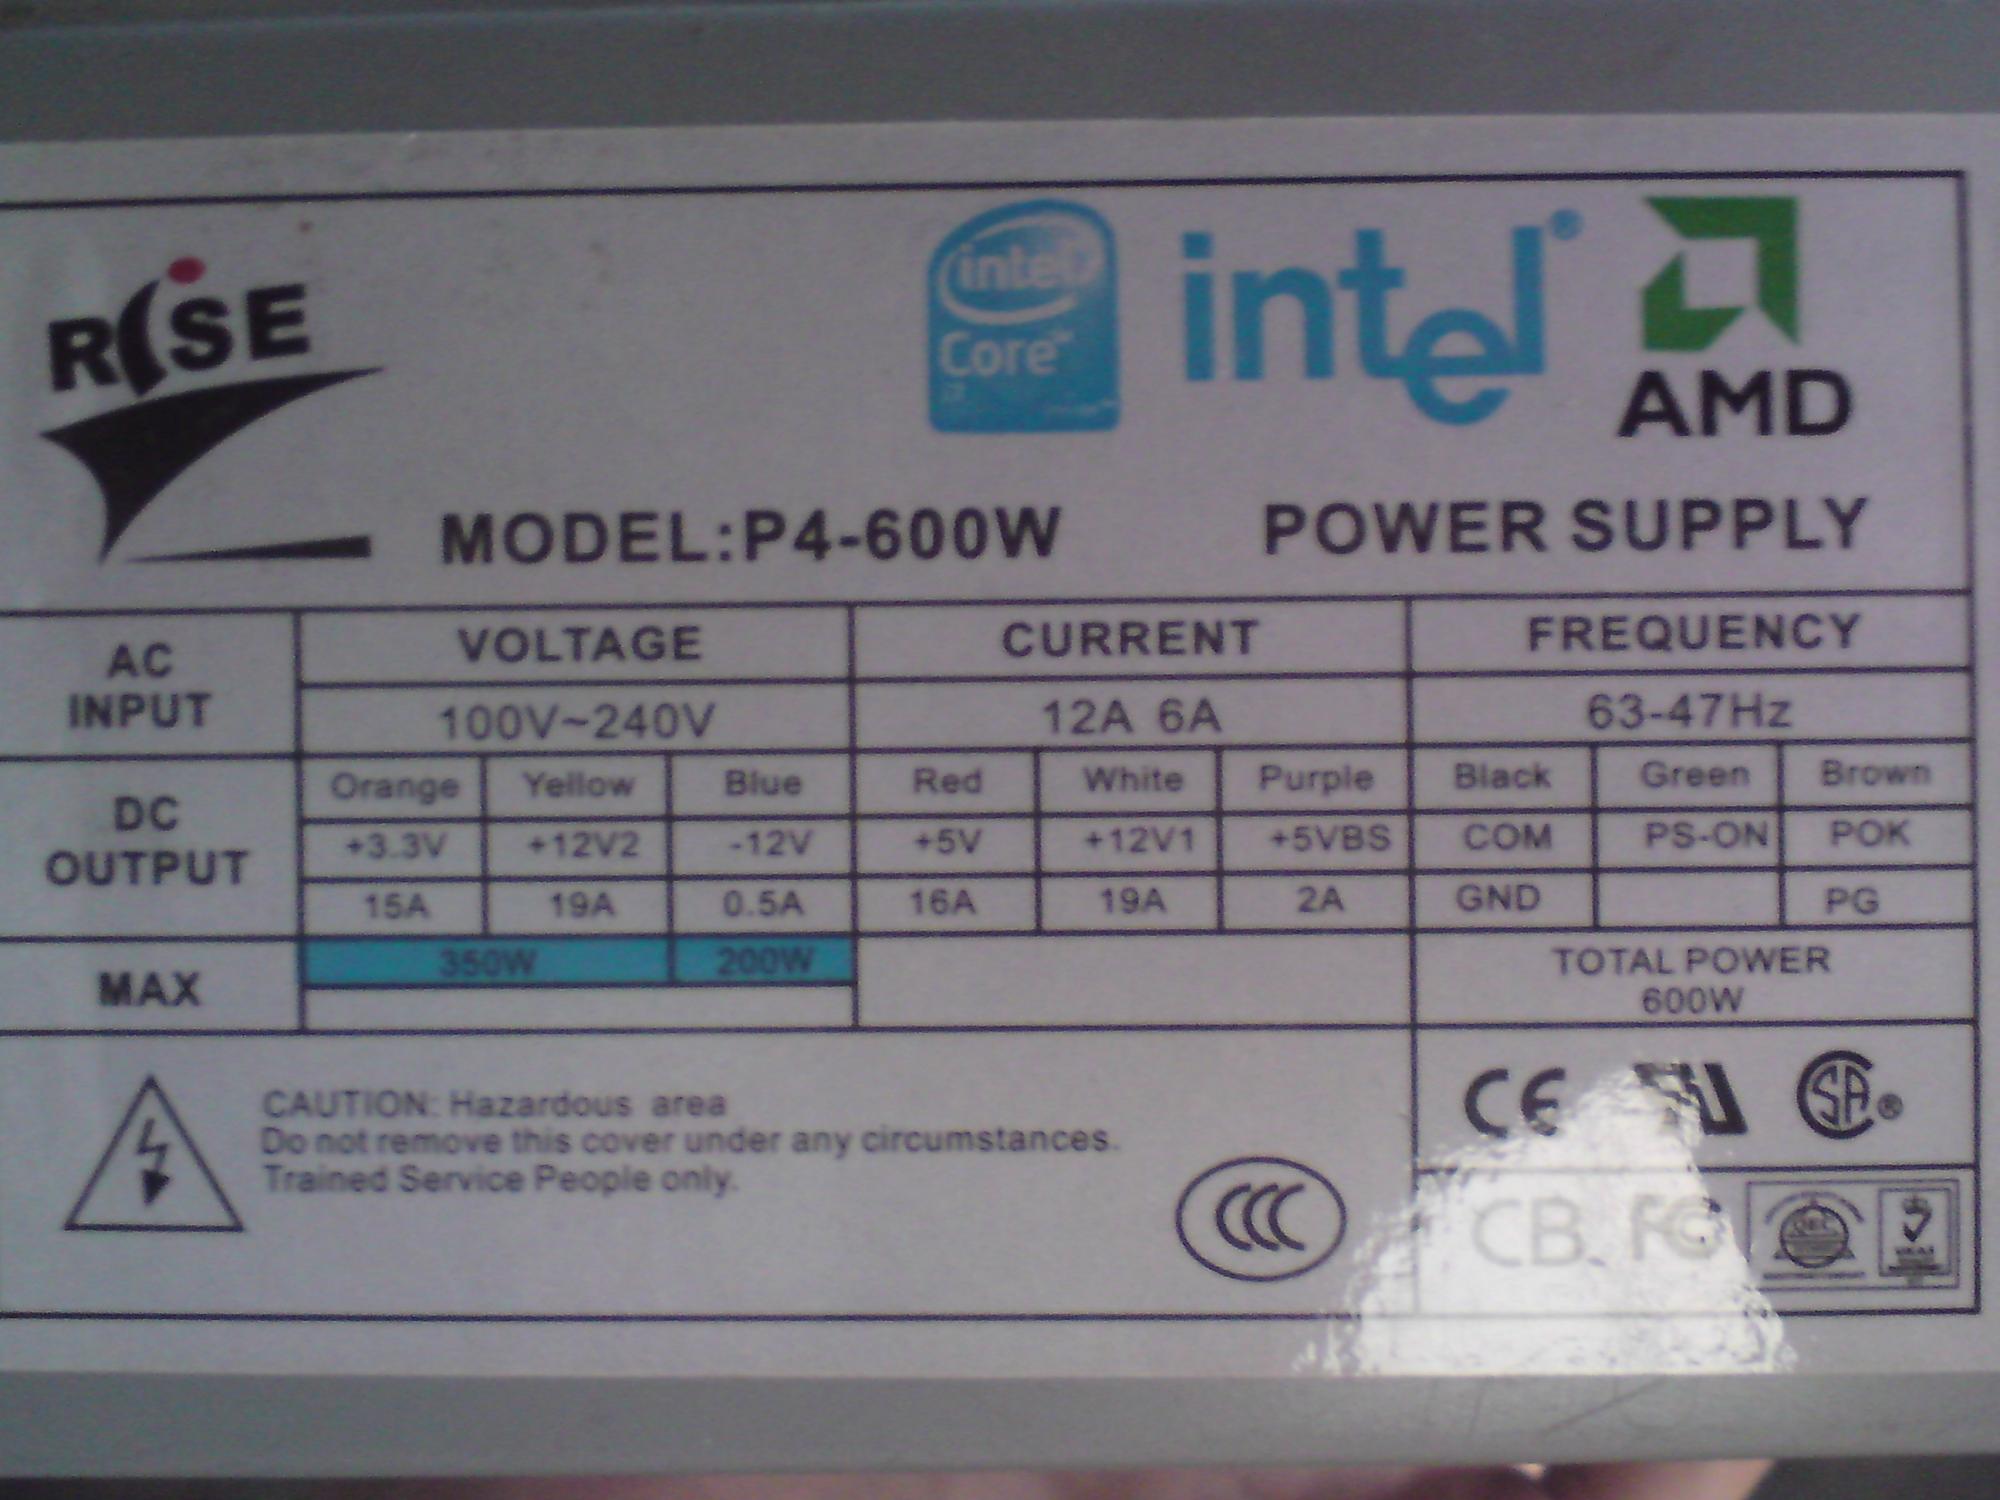 RiSE
intel
Core™
intel®
AMD
MODEL:P4-600W
POWER SUPPLY
AC INPUT
VOLTAGE
CURRENT
FREQUENCY
100V~240V
12A 6A
63-47Hz
DC OUTPUT
Orange
Yellow
Blue
Red
White
Purple
Black
Green
Brown
+3.3V
+12V2
-12V
+5V
+12V1
+5VBS
COM
PS-ON
POK
15A
19A
0.5A
16A
19A
2A
GND
PG
MAX
350W
200W
TOTAL POWER
600W
CAUTION: Hazardous area
Do not remove this cover under any circumstances.
Trained Service People only.
CCC
CE
SA®
CB
FC